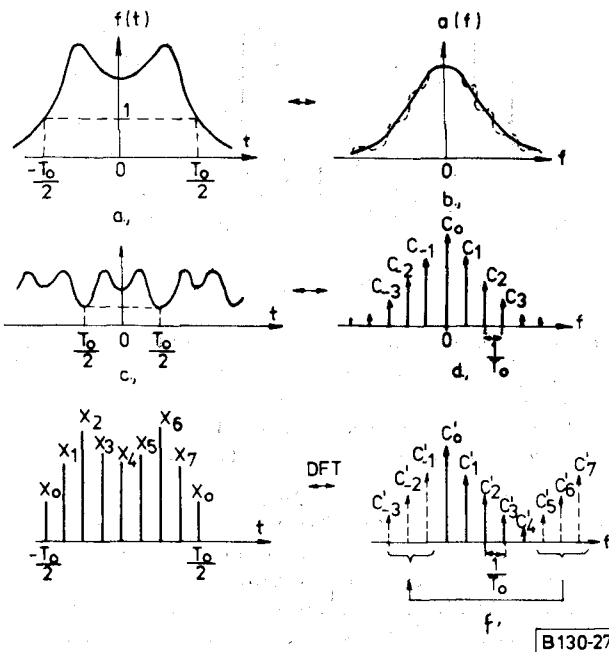 f(t)
a(f)
1
t
f
-T₀/2
0
T₀/2
0
a.,
b.,
C₀
C₋₃
C₋₂
C₋₁
C₁
C₂
C₃
t
f
T₀/2
0
T₀/2
0
1/T₀
c.,
d.,
X₀
X₁
X₂
X₃
X₄
X₅
X₆
X₇
X₀
DFT
C'₋₃
C'₋₂
C'₋₁
C'₀
C'₁
C'₂
C'₃
C'₄
C'₅
C'₆
C'₇
t
f
-T₀/2
T₀/2
1/T₀
f,
B130-27